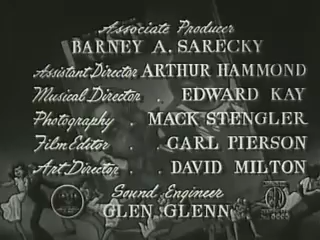 Associate Producer
BARNEY A. SARECKY
Assistant Director ARTHUR HAMMOND
Musical Director . EDWARD KAY
Photography . MACK STENGLER
Film Editor . CARL PIERSON
Art Director . . DAVID MILTON
Sound Engineer
GLEN GLENN